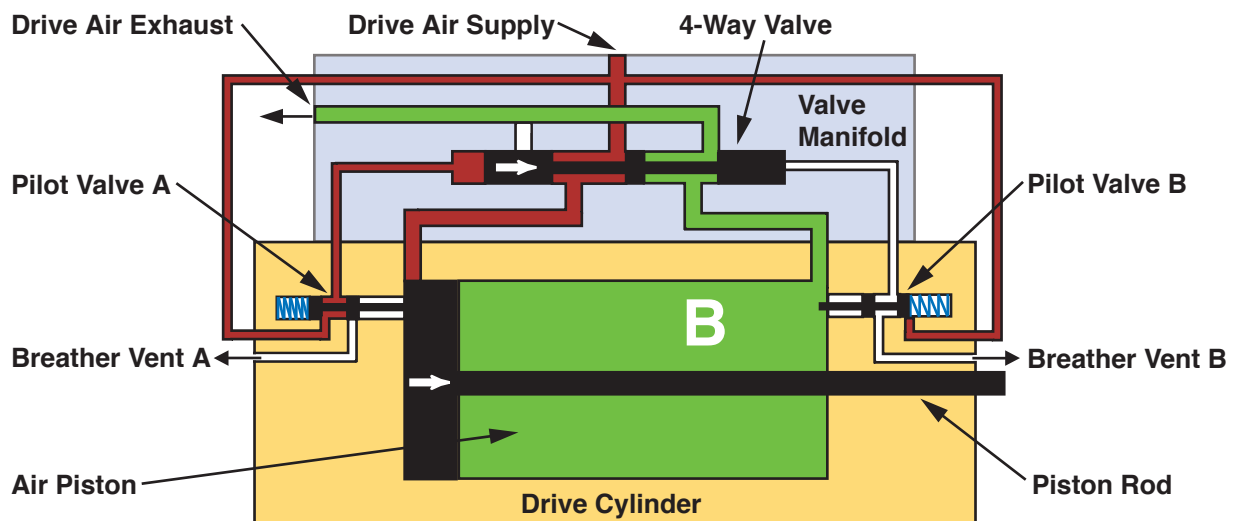 Drive Air Exhaust
Drive Air Supply
4-Way Valve
Valve
Manifold
Pilot Valve A
Pilot Valve B
B
Breather Vent A
Breather Vent B
Air Piston
Piston Rod
Drive Cylinder